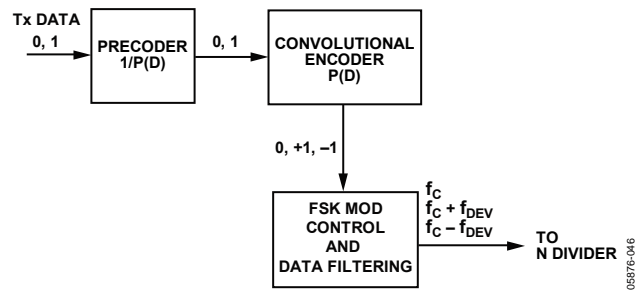 Tx DATA
0, 1
PRECODER
1/P(D)
0, 1
CONVOLUTIONAL
ENCODER
P(D)
0, +1, –1
FSK MOD
CONTROL
AND
DATA FILTERING
fC
fC + fDEV
fC – fDEV
TO
N DIVIDER
05876-046